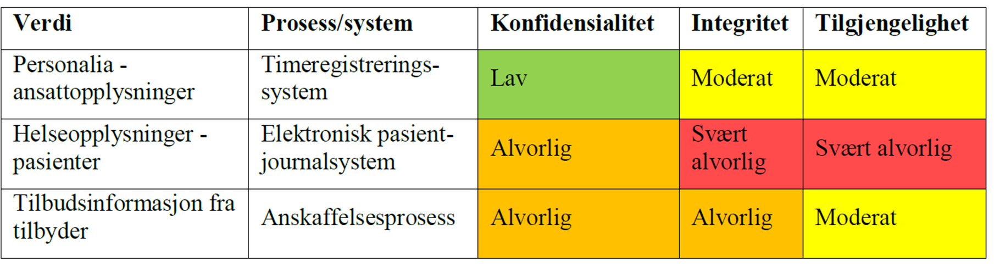 Verdi Prosess/system Konfidensialitet Integritet Tilgjengelighet
Personalia -
ansattopplysninger
Timeregistrerings-
system
Lav
Moderat
Moderat
Helseopplysninger -
pasienter
Elektronisk pasient-
journalsystem
Alvorlig
Svært
alvorlig
Svært alvorlig
Tilbudsinformasjon fra
tilbyder
Anskaffelsesprosess
Alvorlig
Alvorlig
Moderat